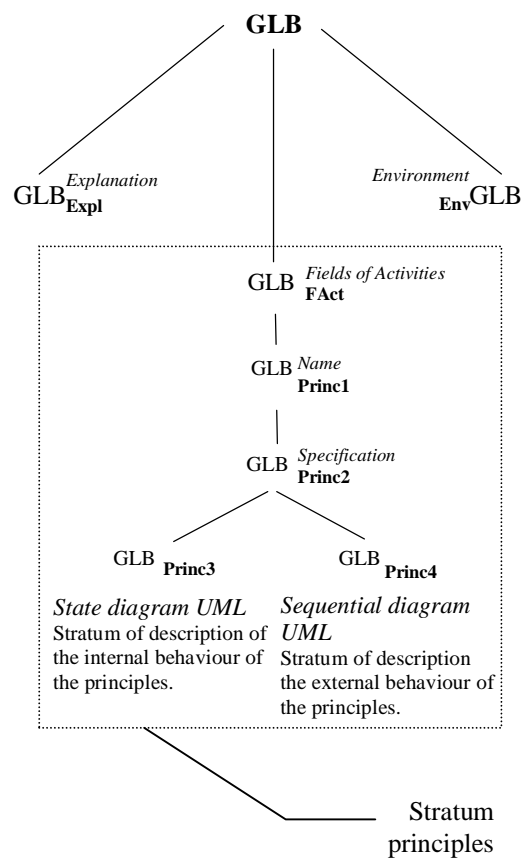 GLB
GLB Explanation Expl
Environment Env GLB
GLB Fields of Activities FAct
GLB Name Princ1
GLB Specification Princ2
GLB Princ3
GLB Princ4
State diagram UML
Stratum of description of
the internal behaviour of
the principles.
Sequential diagram
UML
Stratum of description
the external behaviour of
the principles.
Stratum
principles